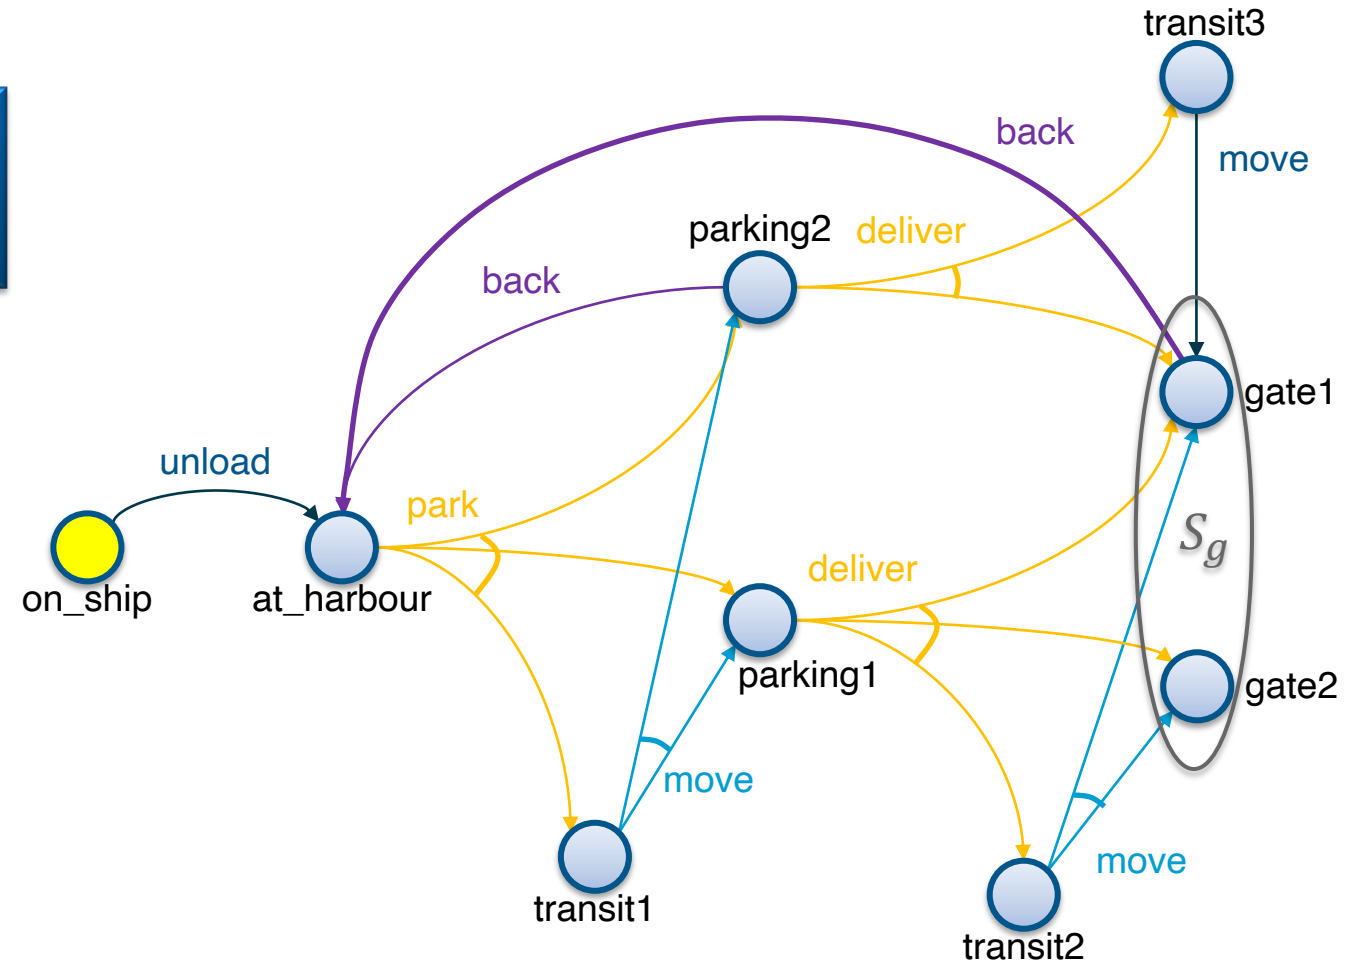 transit3
back
move
parking2
deliver
back
gate1
unload
park
S_g
deliver
on_ship
at_harbour
parking1
gate2
move
move
transit1
transit2